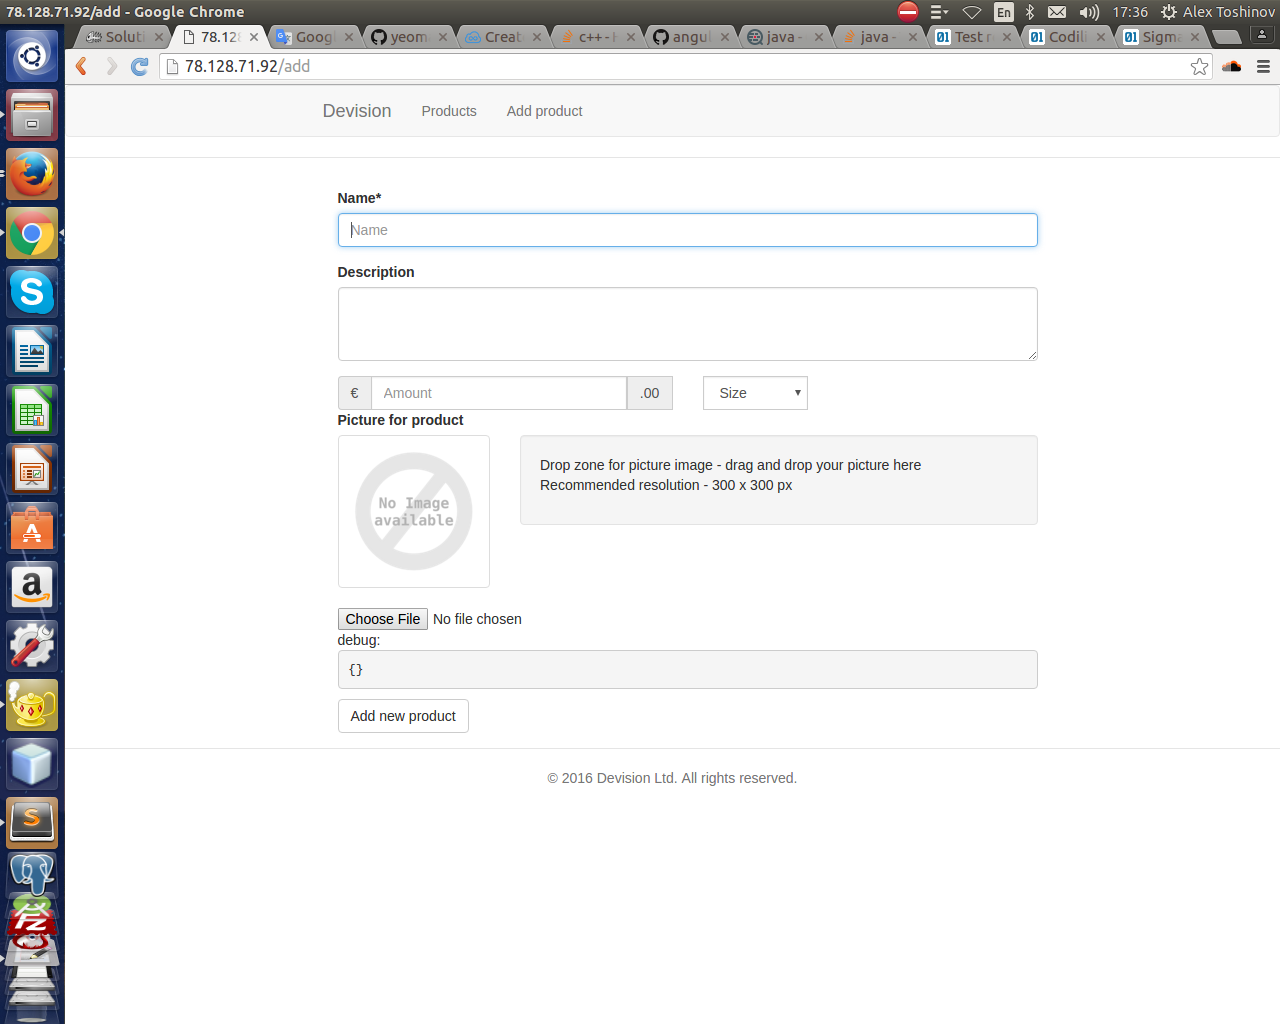 78.128.71.92/add - Google Chrome
En
17:36
Alex Toshinov
Soluti
78.128
Googl
yeom
Creat
c++ -
angul
java -
java -
Test r
Codili
Sigma
78.128.71.92/add
Devision
Products
Add product
Name*
Name
Description
€
Amount
.00
Size
Picture for product
No Image
available
Drop zone for picture image - drag and drop your picture here
Recommended resolution - 300 x 300 px
Choose File
No file chosen
debug:
{}
Add new product
© 2016 Devision Ltd. All rights reserved.